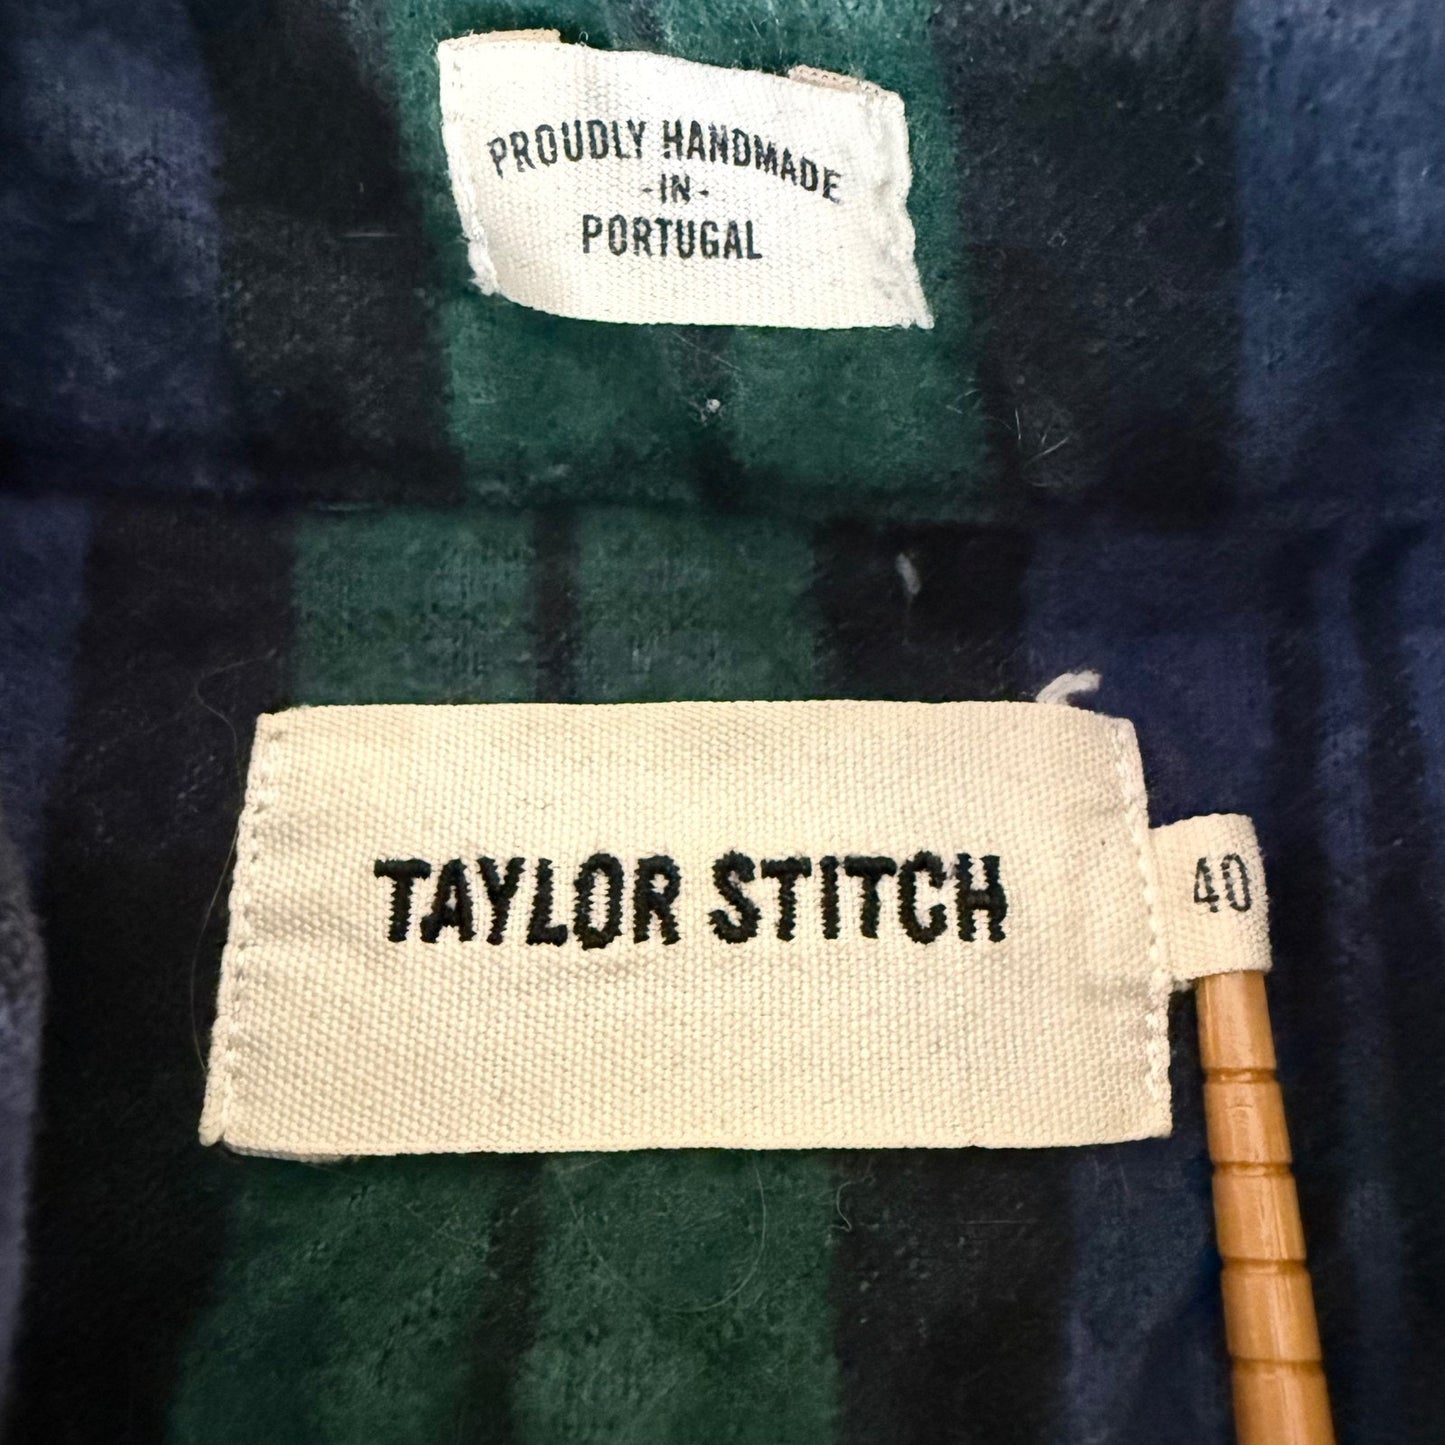 PROUDLY HANDMADE
-IN-
PORTUGAL
TAYLOR STITCH
40